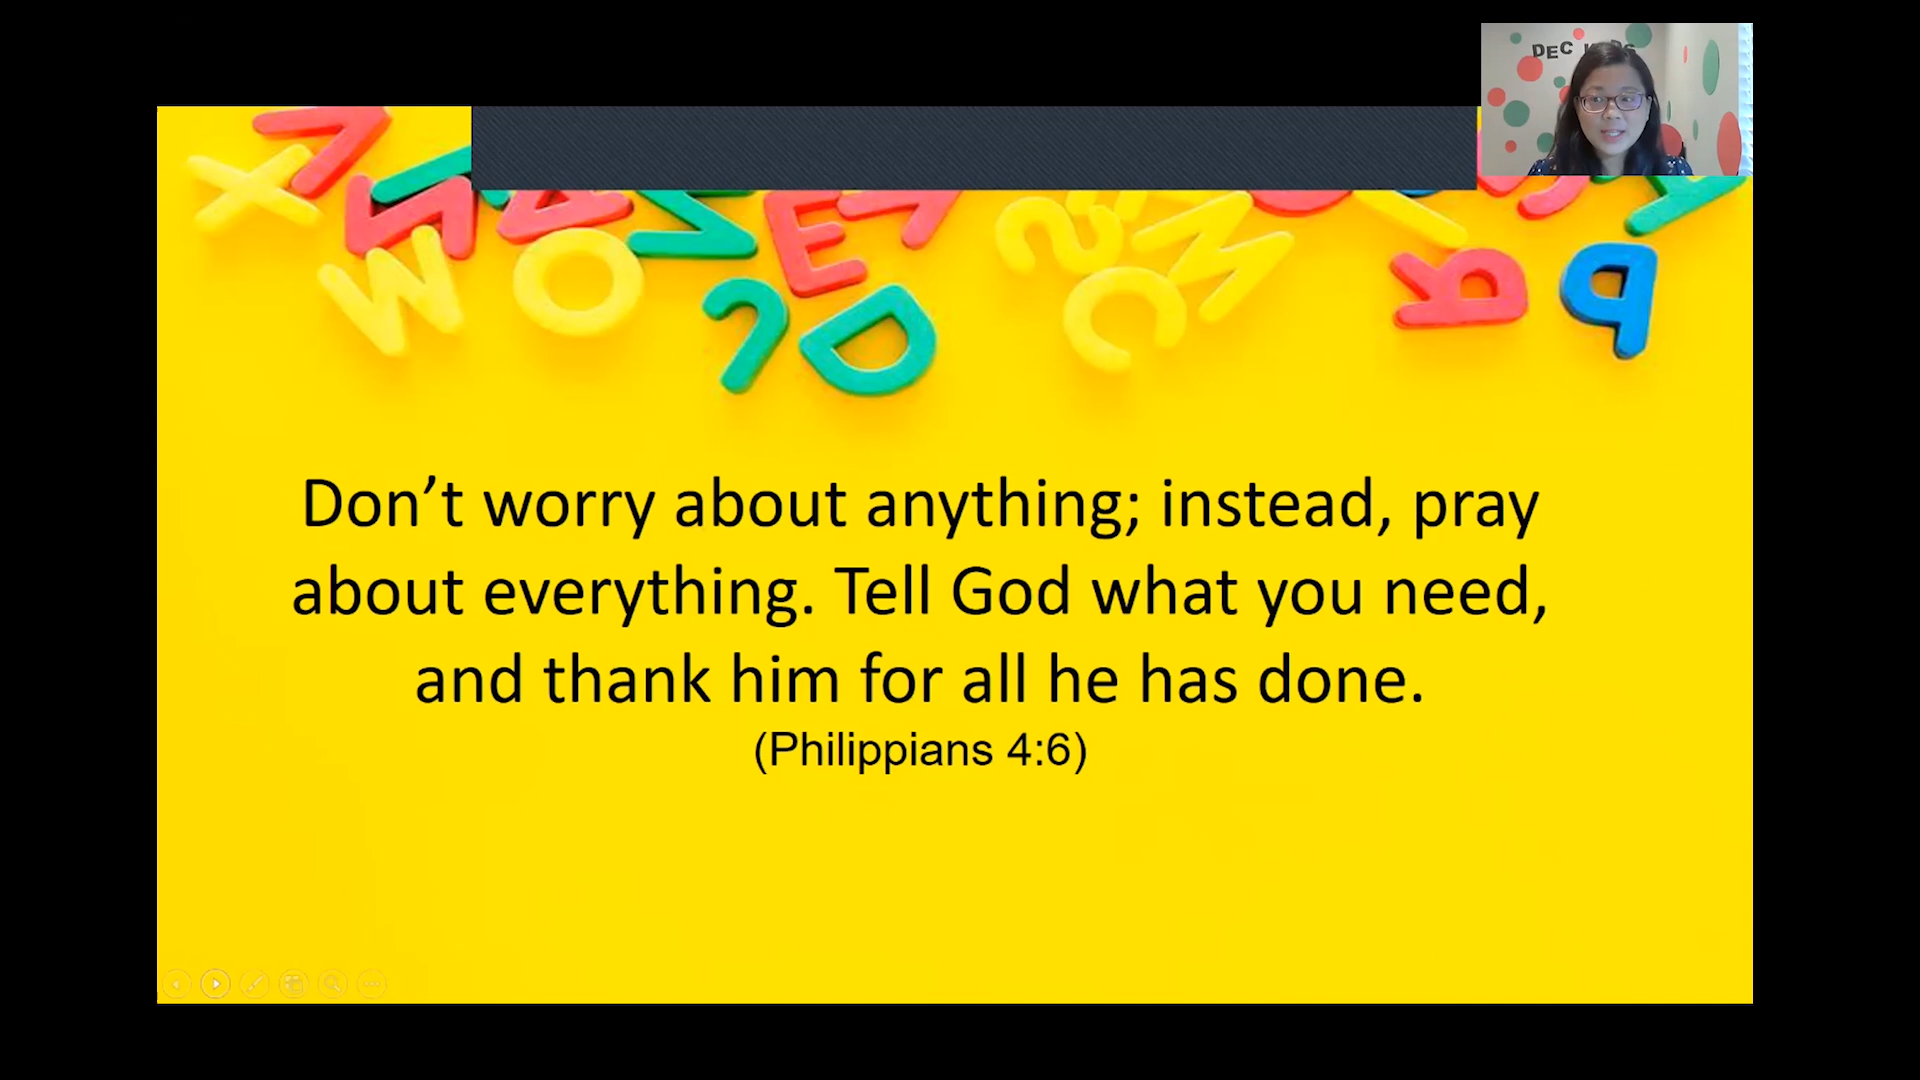 DEC
Don’t worry about anything; instead, pray
about everything. Tell God what you need,
and thank him for all he has done.
(Philippians 4:6)